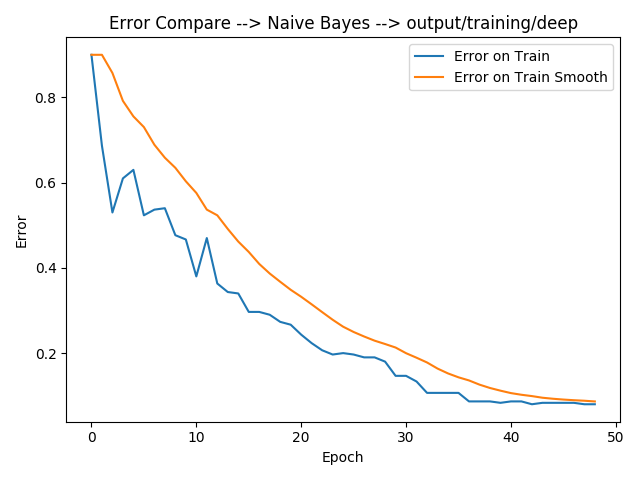 Error Compare --> Naive Bayes --> output/training/deep
Error on Train
Error on Train Smooth
Error
0.8
0.6
0.4
0.2
0 10 20 30 40 50
Epoch